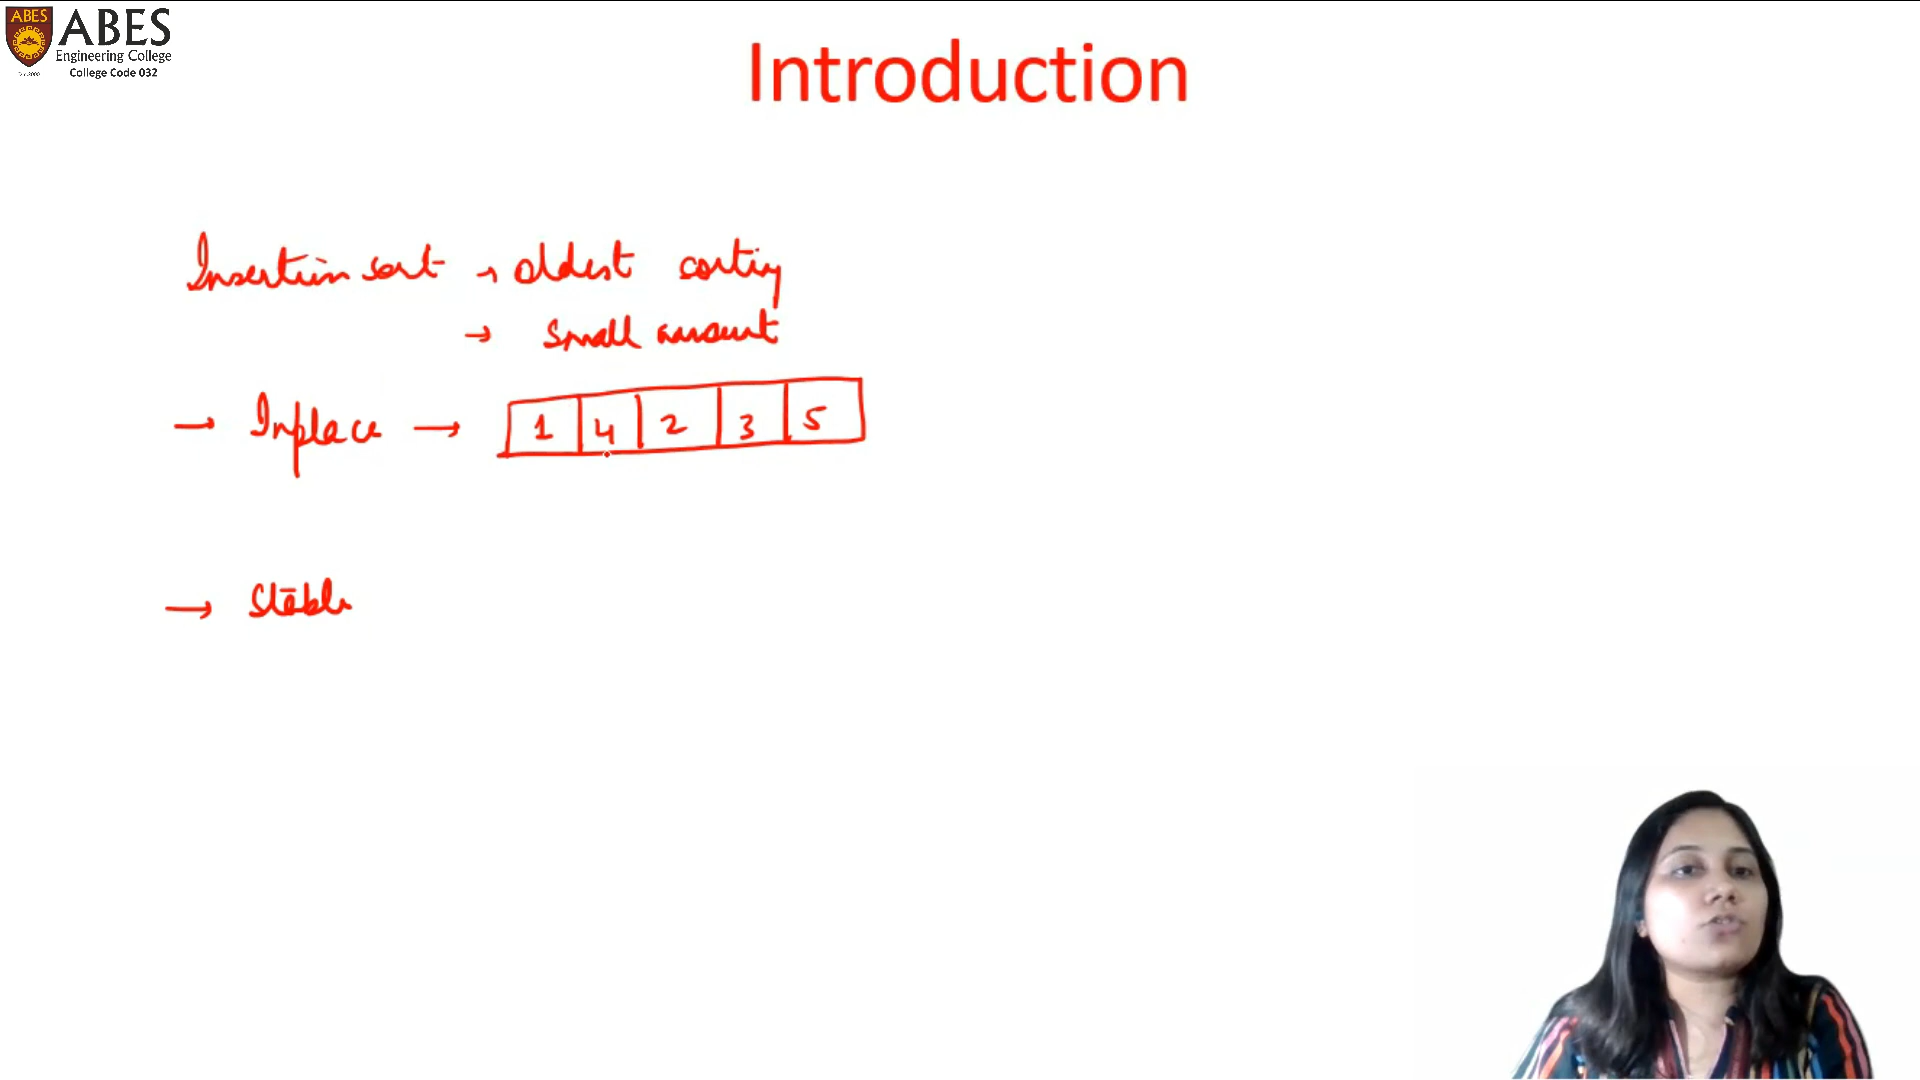 ABES
ABES
Engineering College
College Code 032
Introduction
Insertion sort → oldest sorting
→ small amount
→ Inplace → 1 4 2 3 5
→ Stable